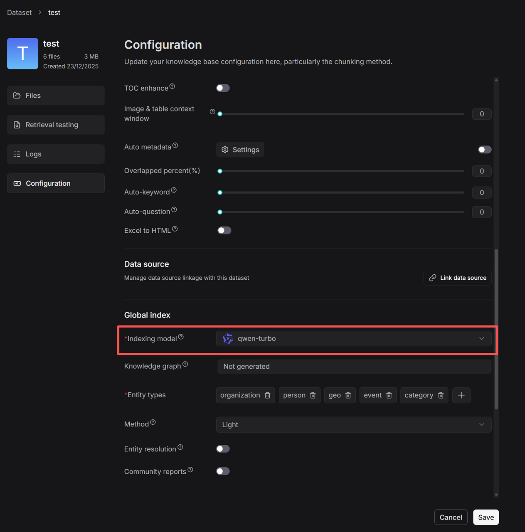 Dataset > test
T
test
6 files 3 MB
Created 23/12/2025
Files
Retrieval testing
Logs
Configuration
Configuration
Update your knowledge base configuration here, particularly the chunking method.
TOC enhance
Image & table context window 0
Auto metadata Settings
Overlapped percent(%) 0
Auto-keyword 0
Auto-question 0
Excel to HTML
Data source
Manage data source linkage with this dataset Link data source
Global index
*Indexing model qwen-turbo
Knowledge graph Not generated
*Entity types organization person geo event category +
Method Light
Entity resolution
Community reports
Cancel Save